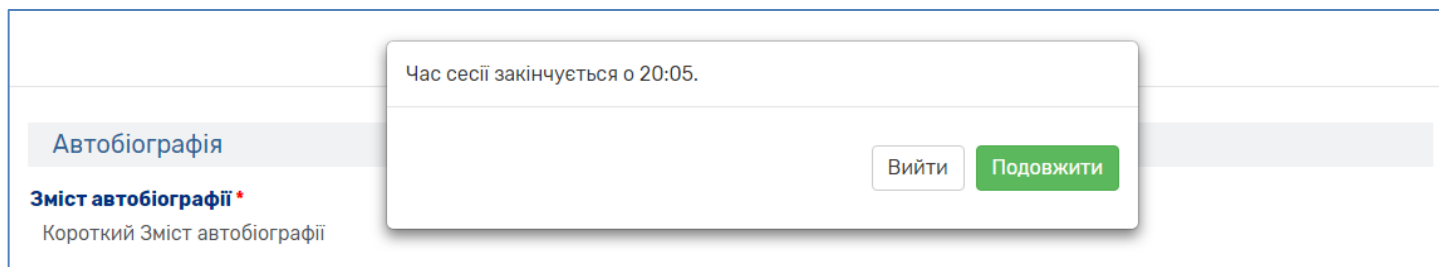 Час сесії закінчується о 20:05.
Вийти Подовжити
Автобіографія
Зміст автобіографії *
Короткий Зміст автобіографії